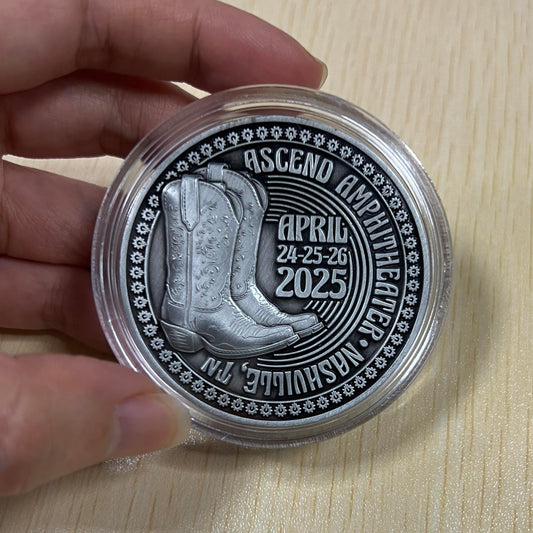 ASCEND AMPHITHEATER • NASHVILLE, TN
APRIL
24-25-26
2025